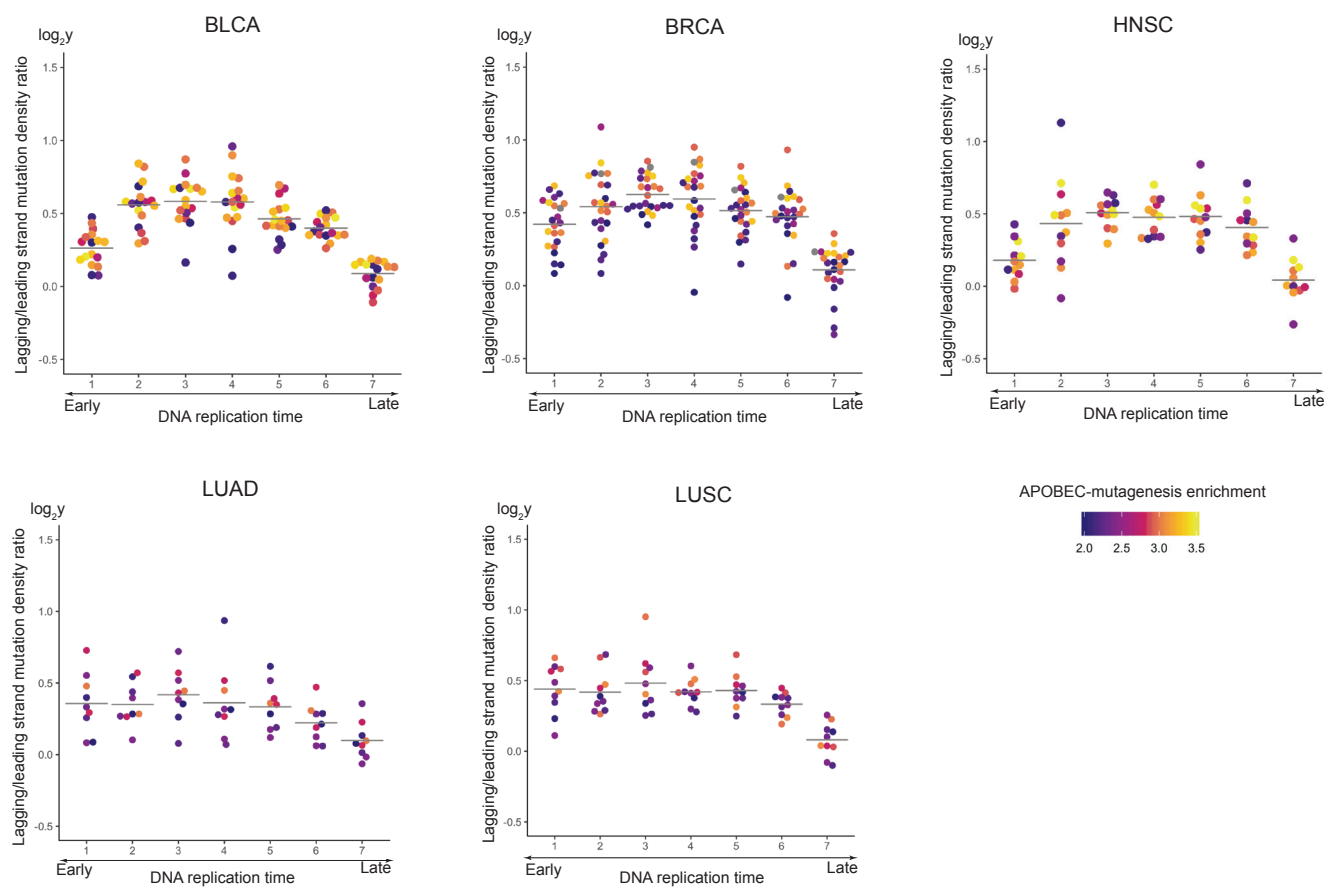 BLCA
log2y
Lagging/leading strand mutation density ratio
1.5
1.0
0.5
0.0
-0.5
1 2 3 4 5 6 7
Early Late
DNA replication time
BRCA
log2y
Lagging/leading strand mutation density ratio
1.5
1.0
0.5
0.0
-0.5
1 2 3 4 5 6 7
Early Late
DNA replication time
HNSC
log2y
Lagging/leading strand mutation density ratio
1.5
1.0
0.5
0.0
-0.5
1 2 3 4 5 6 7
Early Late
DNA replication time
LUAD
log2y
Lagging/leading strand mutation density ratio
1.5
1.0
0.5
0.0
-0.5
1 2 3 4 5 6 7
Early Late
DNA replication time
LUSC
log2y
Lagging/leading strand mutation density ratio
1.5
1.0
0.5
0.0
-0.5
1 2 3 4 5 6 7
Early Late
DNA replication time
APOBEC-mutagenesis enrichment
2.0 2.5 3.0 3.5